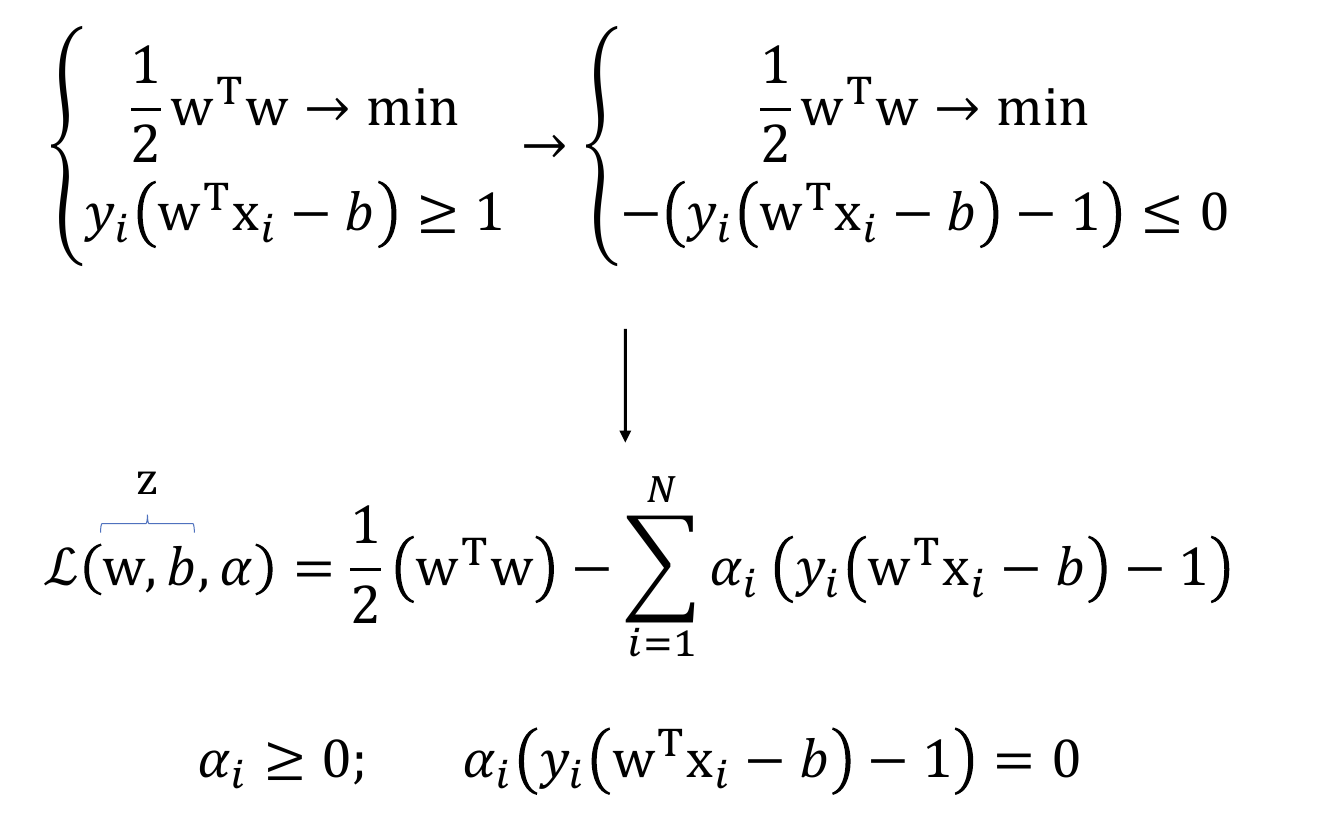 { 1/2 wᵀw → min → { 1/2 wᵀw → min
yᵢ(wᵀxᵢ − b) ≥ 1    −(yᵢ(wᵀxᵢ − b) − 1) ≤ 0
z
ℒ(w, b, α) = 1/2 (wᵀw) − ∑_{i=1}^{N} αᵢ (yᵢ(wᵀxᵢ − b) − 1)
αᵢ ≥ 0;    αᵢ(yᵢ(wᵀxᵢ − b) − 1) = 0